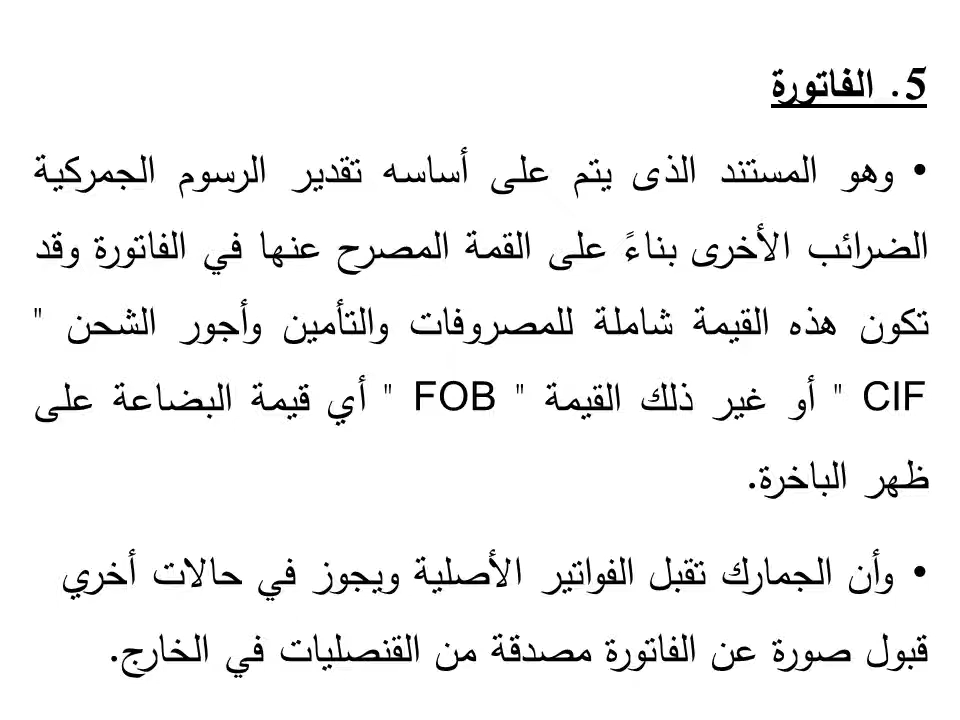 5. الفاتورة
• وهو المستند الذى يتم على أساسه تقدير الرسوم الجمركية
الضرائب الأخرى بناءً على القمة المصرح عنها في الفاتورة وقد
تكون هذه القيمة شاملة للمصروفات والتأمين وأجور الشحن "
CIF " أو غير ذلك القيمة " FOB " أي قيمة البضاعة على
ظهر الباخرة.
• وأن الجمارك تقبل الفواتير الأصلية ويجوز في حالات أخري
قبول صورة عن الفاتورة مصدقة من القنصليات في الخارج.